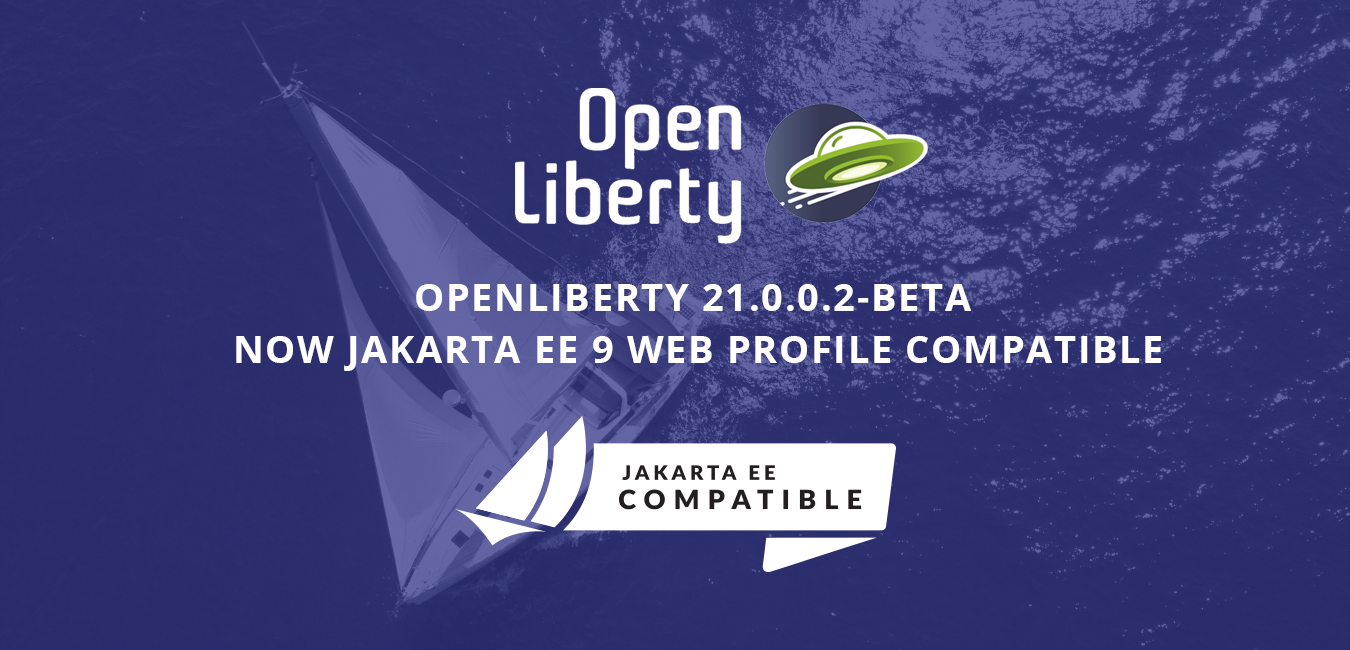 Open
Liberty
OPENLIBERTY 21.0.0.2-BETA
NOW JAKARTA EE 9 WEB PROFILE COMPATIBLE
JAKARTA EE
COMPATIBLE